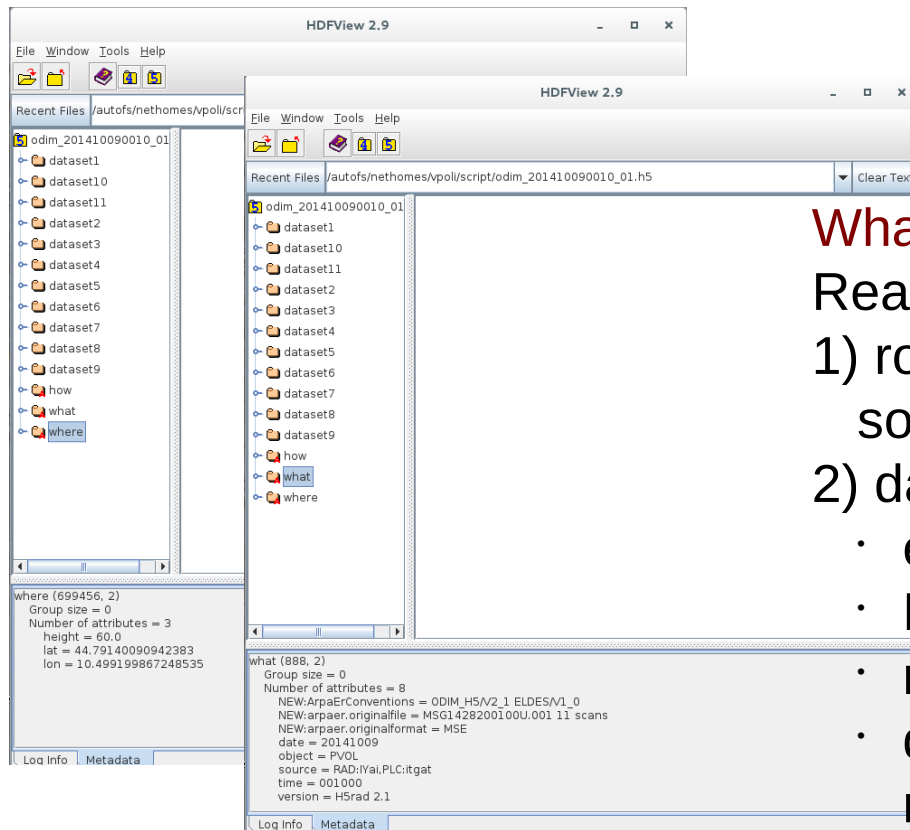 HDFView 2.9
File Window Tools Help
Recent Files /autofs/nethomes/vpoli/scr
odim_201410090010_01
dataset1
dataset10
dataset11
dataset2
dataset3
dataset4
dataset5
dataset6
dataset7
dataset8
dataset9
how
what
where
where (699456, 2)
Group size = 0
Number of attributes = 3
height = 60.0
lat = 44.79140090942383
lon = 10.499199867248535
Log Info Metadata
HDFView 2.9
File Window Tools Help
Recent Files /autofs/nethomes/vpoli/script/odim_201410090010_01.h5 Clear Tex
odim_201410090010_01
dataset1
dataset10
dataset11
dataset2
dataset3
dataset4
dataset5
dataset6
dataset7
dataset8
dataset9
how
what
where
what (888, 2)
Group size = 0
Number of attributes = 8
NEW:ArpaErConventions = ODIM_H5/V2_1 ELDES/V1_0
NEW:arpaer.originalfile = MSG1428200100U.001 11 scans
NEW:arpaer.originalformat = MSE
date = 20141009
object = PVOL
source = RAD:IYai,PLC:itgat
time = 001000
version = H5rad 2.1
Log Info Metadata
Wha
Rea
1) ro
so
2) da